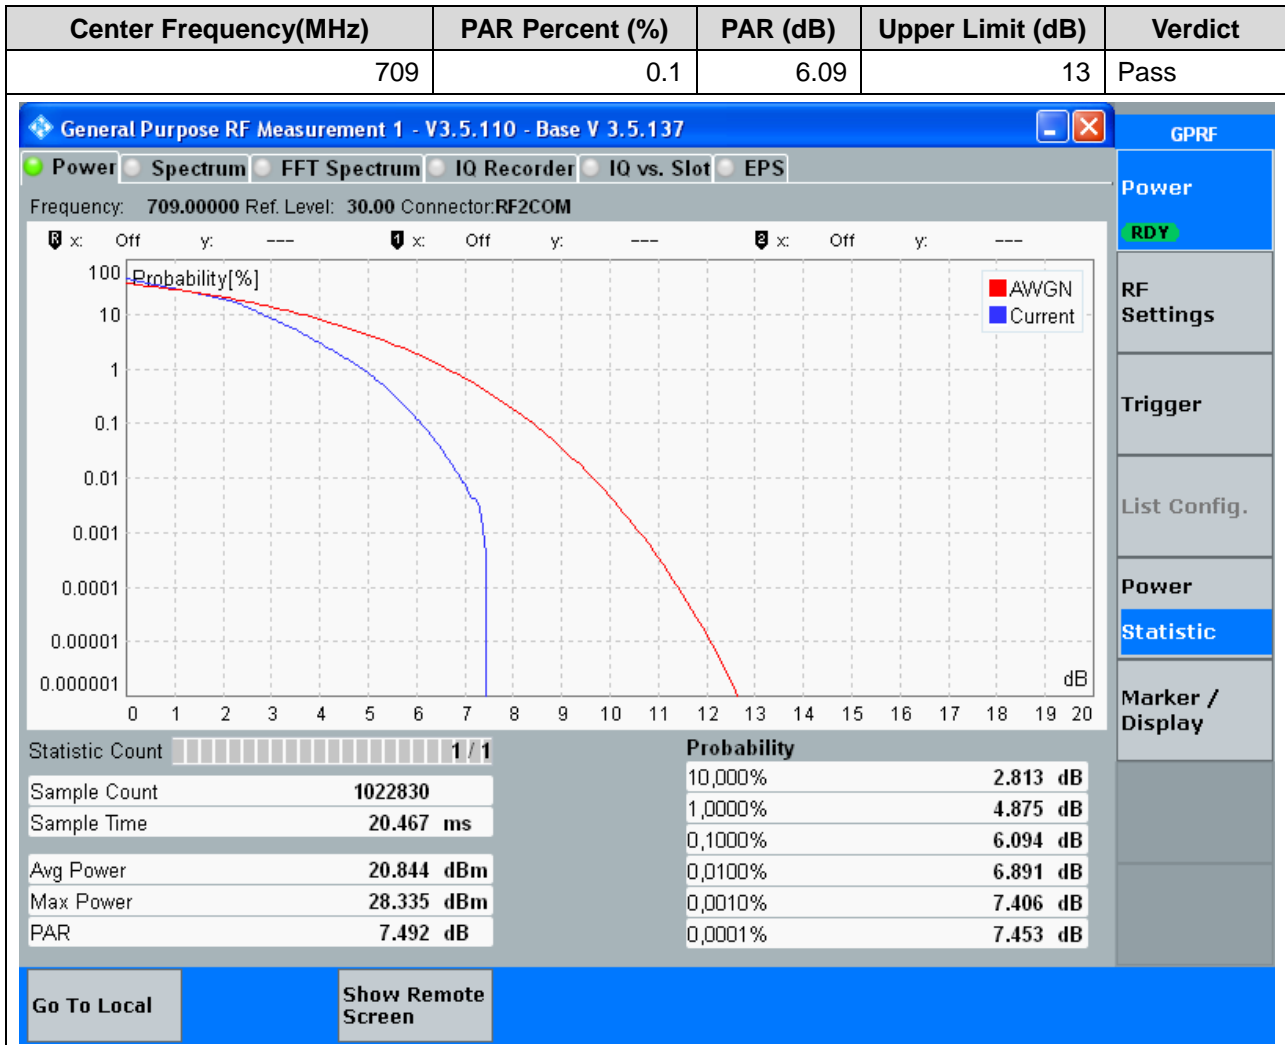 Center Frequency(MHz) PAR Percent (%) PAR (dB) Upper Limit (dB) Verdict
709 0.1 6.09 13 Pass
General Purpose RF Measurement 1 - V3.5.110 - Base V 3.5.137
GPRF
Power Spectrum FFT Spectrum IQ Recorder IQ vs. Slot EPS
Frequency: 709.00000 Ref. Level: 30.00 Connector:RF2COM
R x: Off y: --- 1 x: Off y: --- 2 x: Off y: ---
Probability[%]
AWGN
Current
100
10
1
0.1
0.01
0.001
0.0001
0.00001
0.000001
dB
0 1 2 3 4 5 6 7 8 9 10 11 12 13 14 15 16 17 18 19 20
Statistic Count 1 / 1
Sample Count 1022830
Sample Time 20.467 ms
Avg Power 20.844 dBm
Max Power 28.335 dBm
PAR 7.492 dB
Probability
10,000% 2.813 dB
1,0000% 4.875 dB
0,1000% 6.094 dB
0,0100% 6.891 dB
0,0010% 7.406 dB
0,0001% 7.453 dB
Power
RDY
RF
Settings
Trigger
List Config.
Power
Statistic
Marker /
Display
Go To Local
Show Remote
Screen